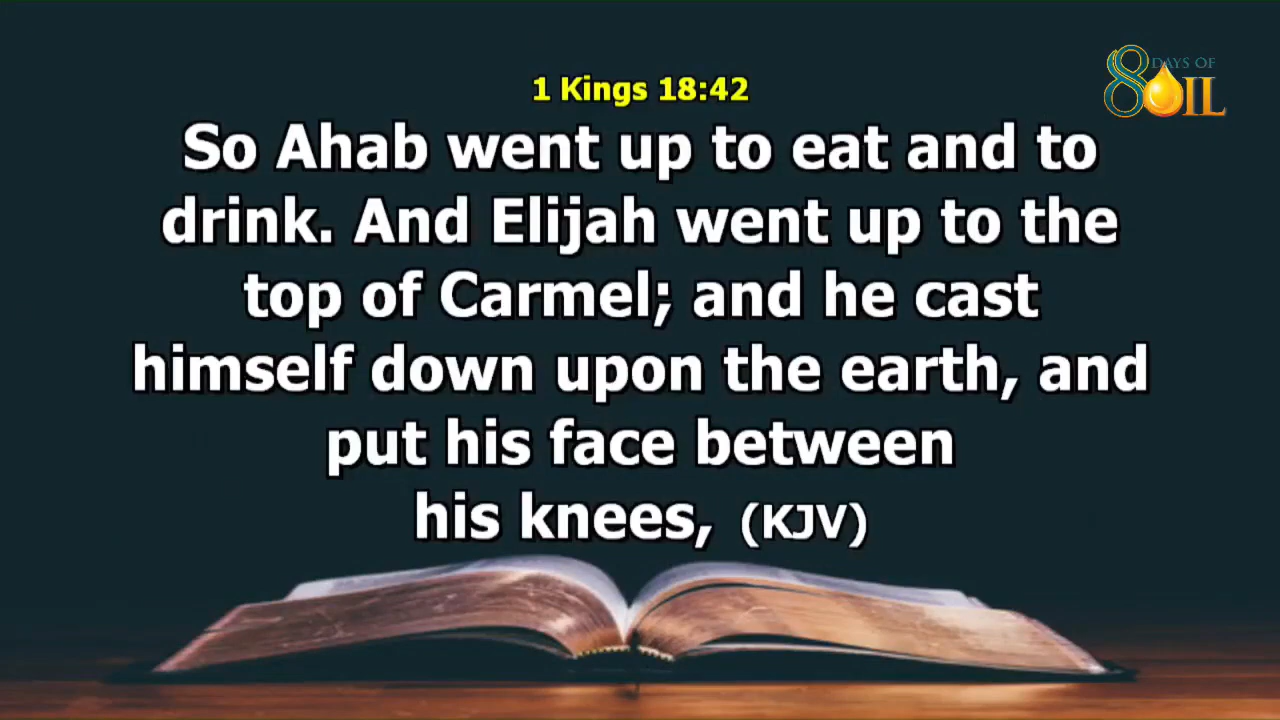 1 Kings 18:42
So Ahab went up to eat and to
drink. And Elijah went up to the
top of Carmel; and he cast
himself down upon the earth, and
put his face between
his knees, (KJV)
8 DAYS OF
OIL